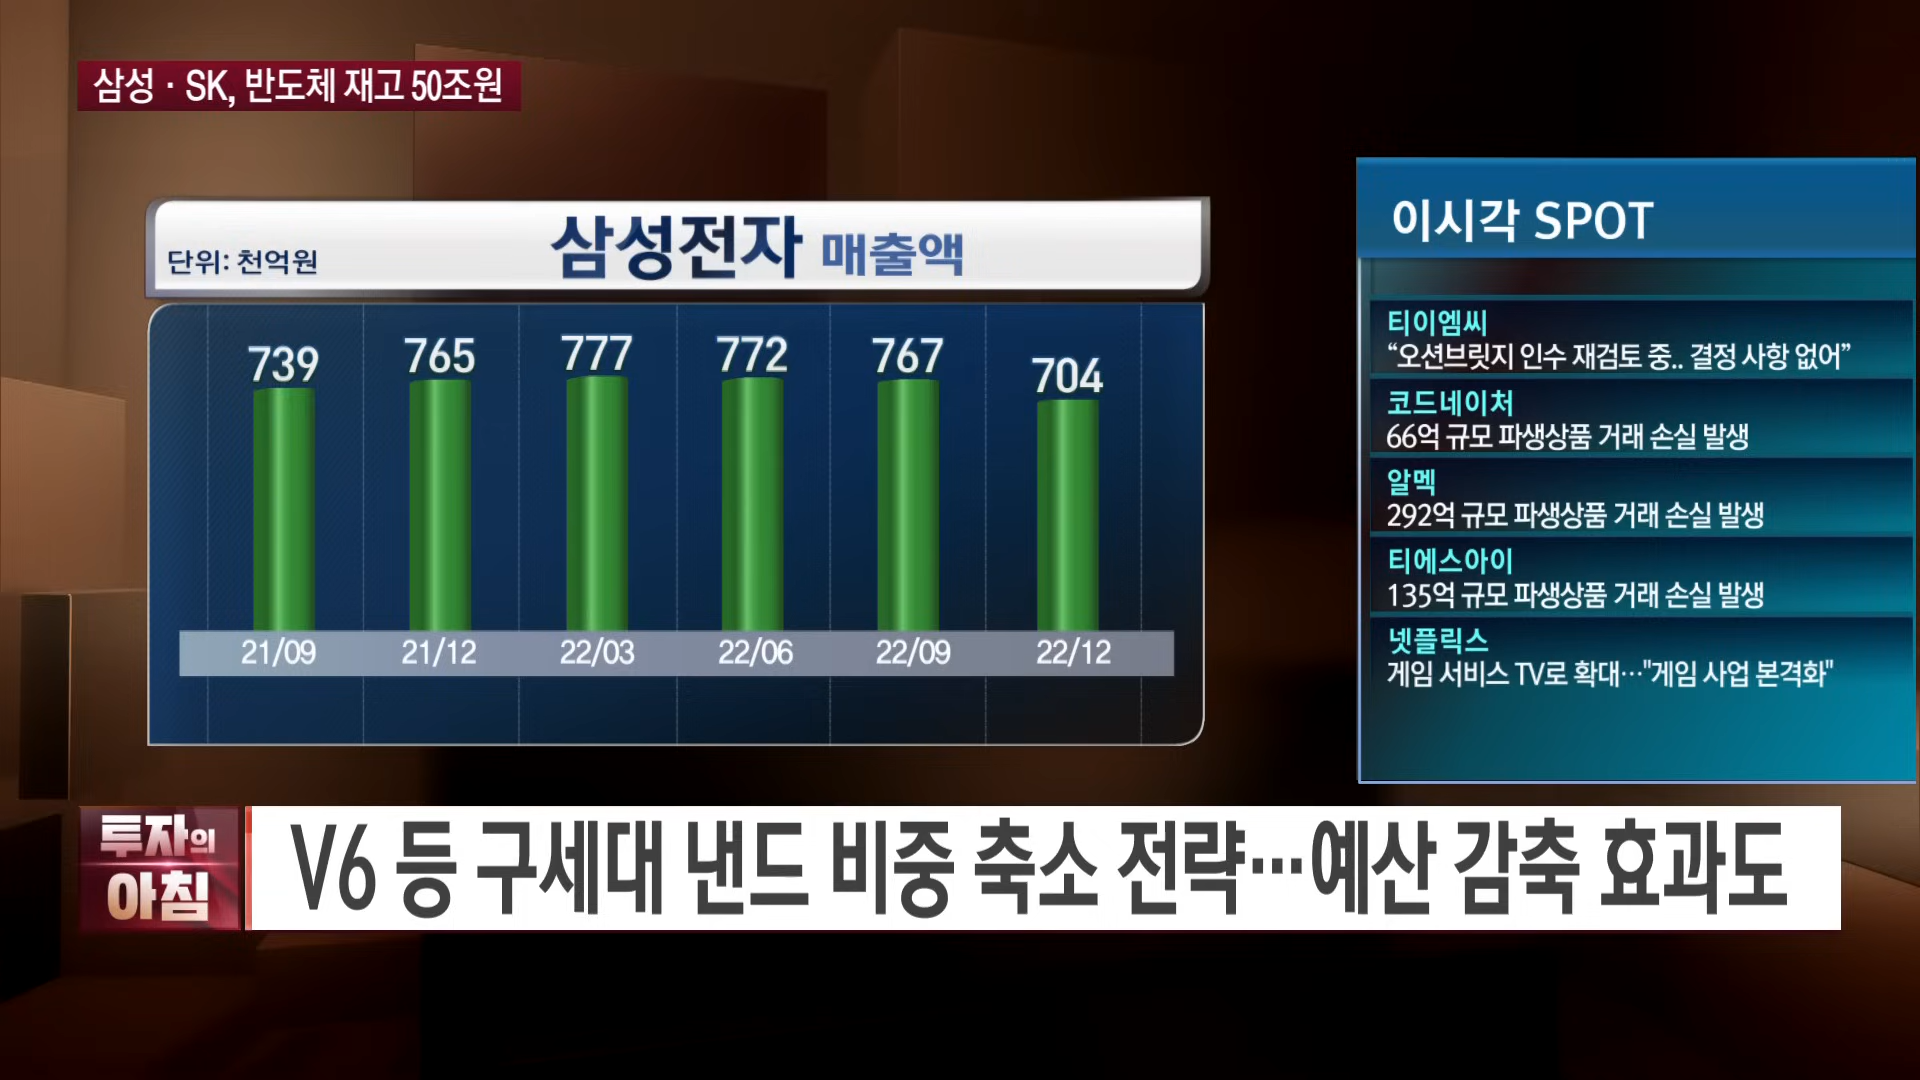 삼성 · SK, 반도체 재고 50조원
단위: 천억원
삼성전자 매출액
739 765 777 772 767 704
21/09 21/12 22/03 22/06 22/09 22/12
이시각 SPOT
티이엠씨
“오션브릿지 인수 재검토 중.. 결정 사항 없어”
코드네이처
66억 규모 파생상품 거래 손실 발생
알멕
292억 규모 파생상품 거래 손실 발생
티에스아이
135억 규모 파생상품 거래 손실 발생
넷플릭스
게임 서비스 TV로 확대…"게임 사업 본격화"
투자의
아침
V6 등 구세대 낸드 비중 축소 전략…예산 감축 효과도